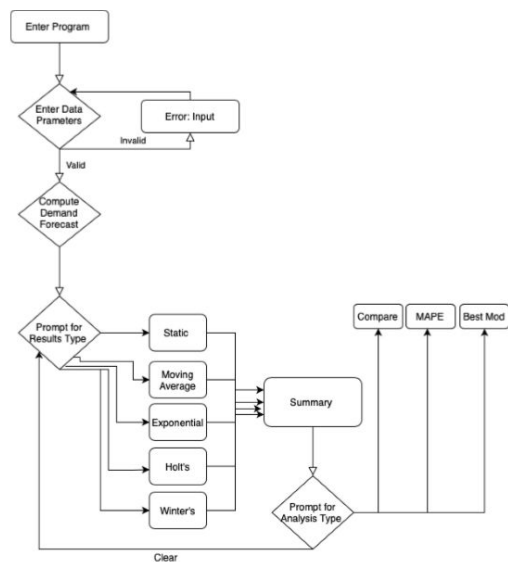 Enter Program
Enter Data
Prameters
Error: Input
Invalid
Valid
Compute
Demand
Forecast
Prompt for
Results Type
Static
Compare
MAPE
Best Mod
Moving
Average
Summary
Exponential
Holt's
Winter's
Prompt for
Analysis Type
Clear